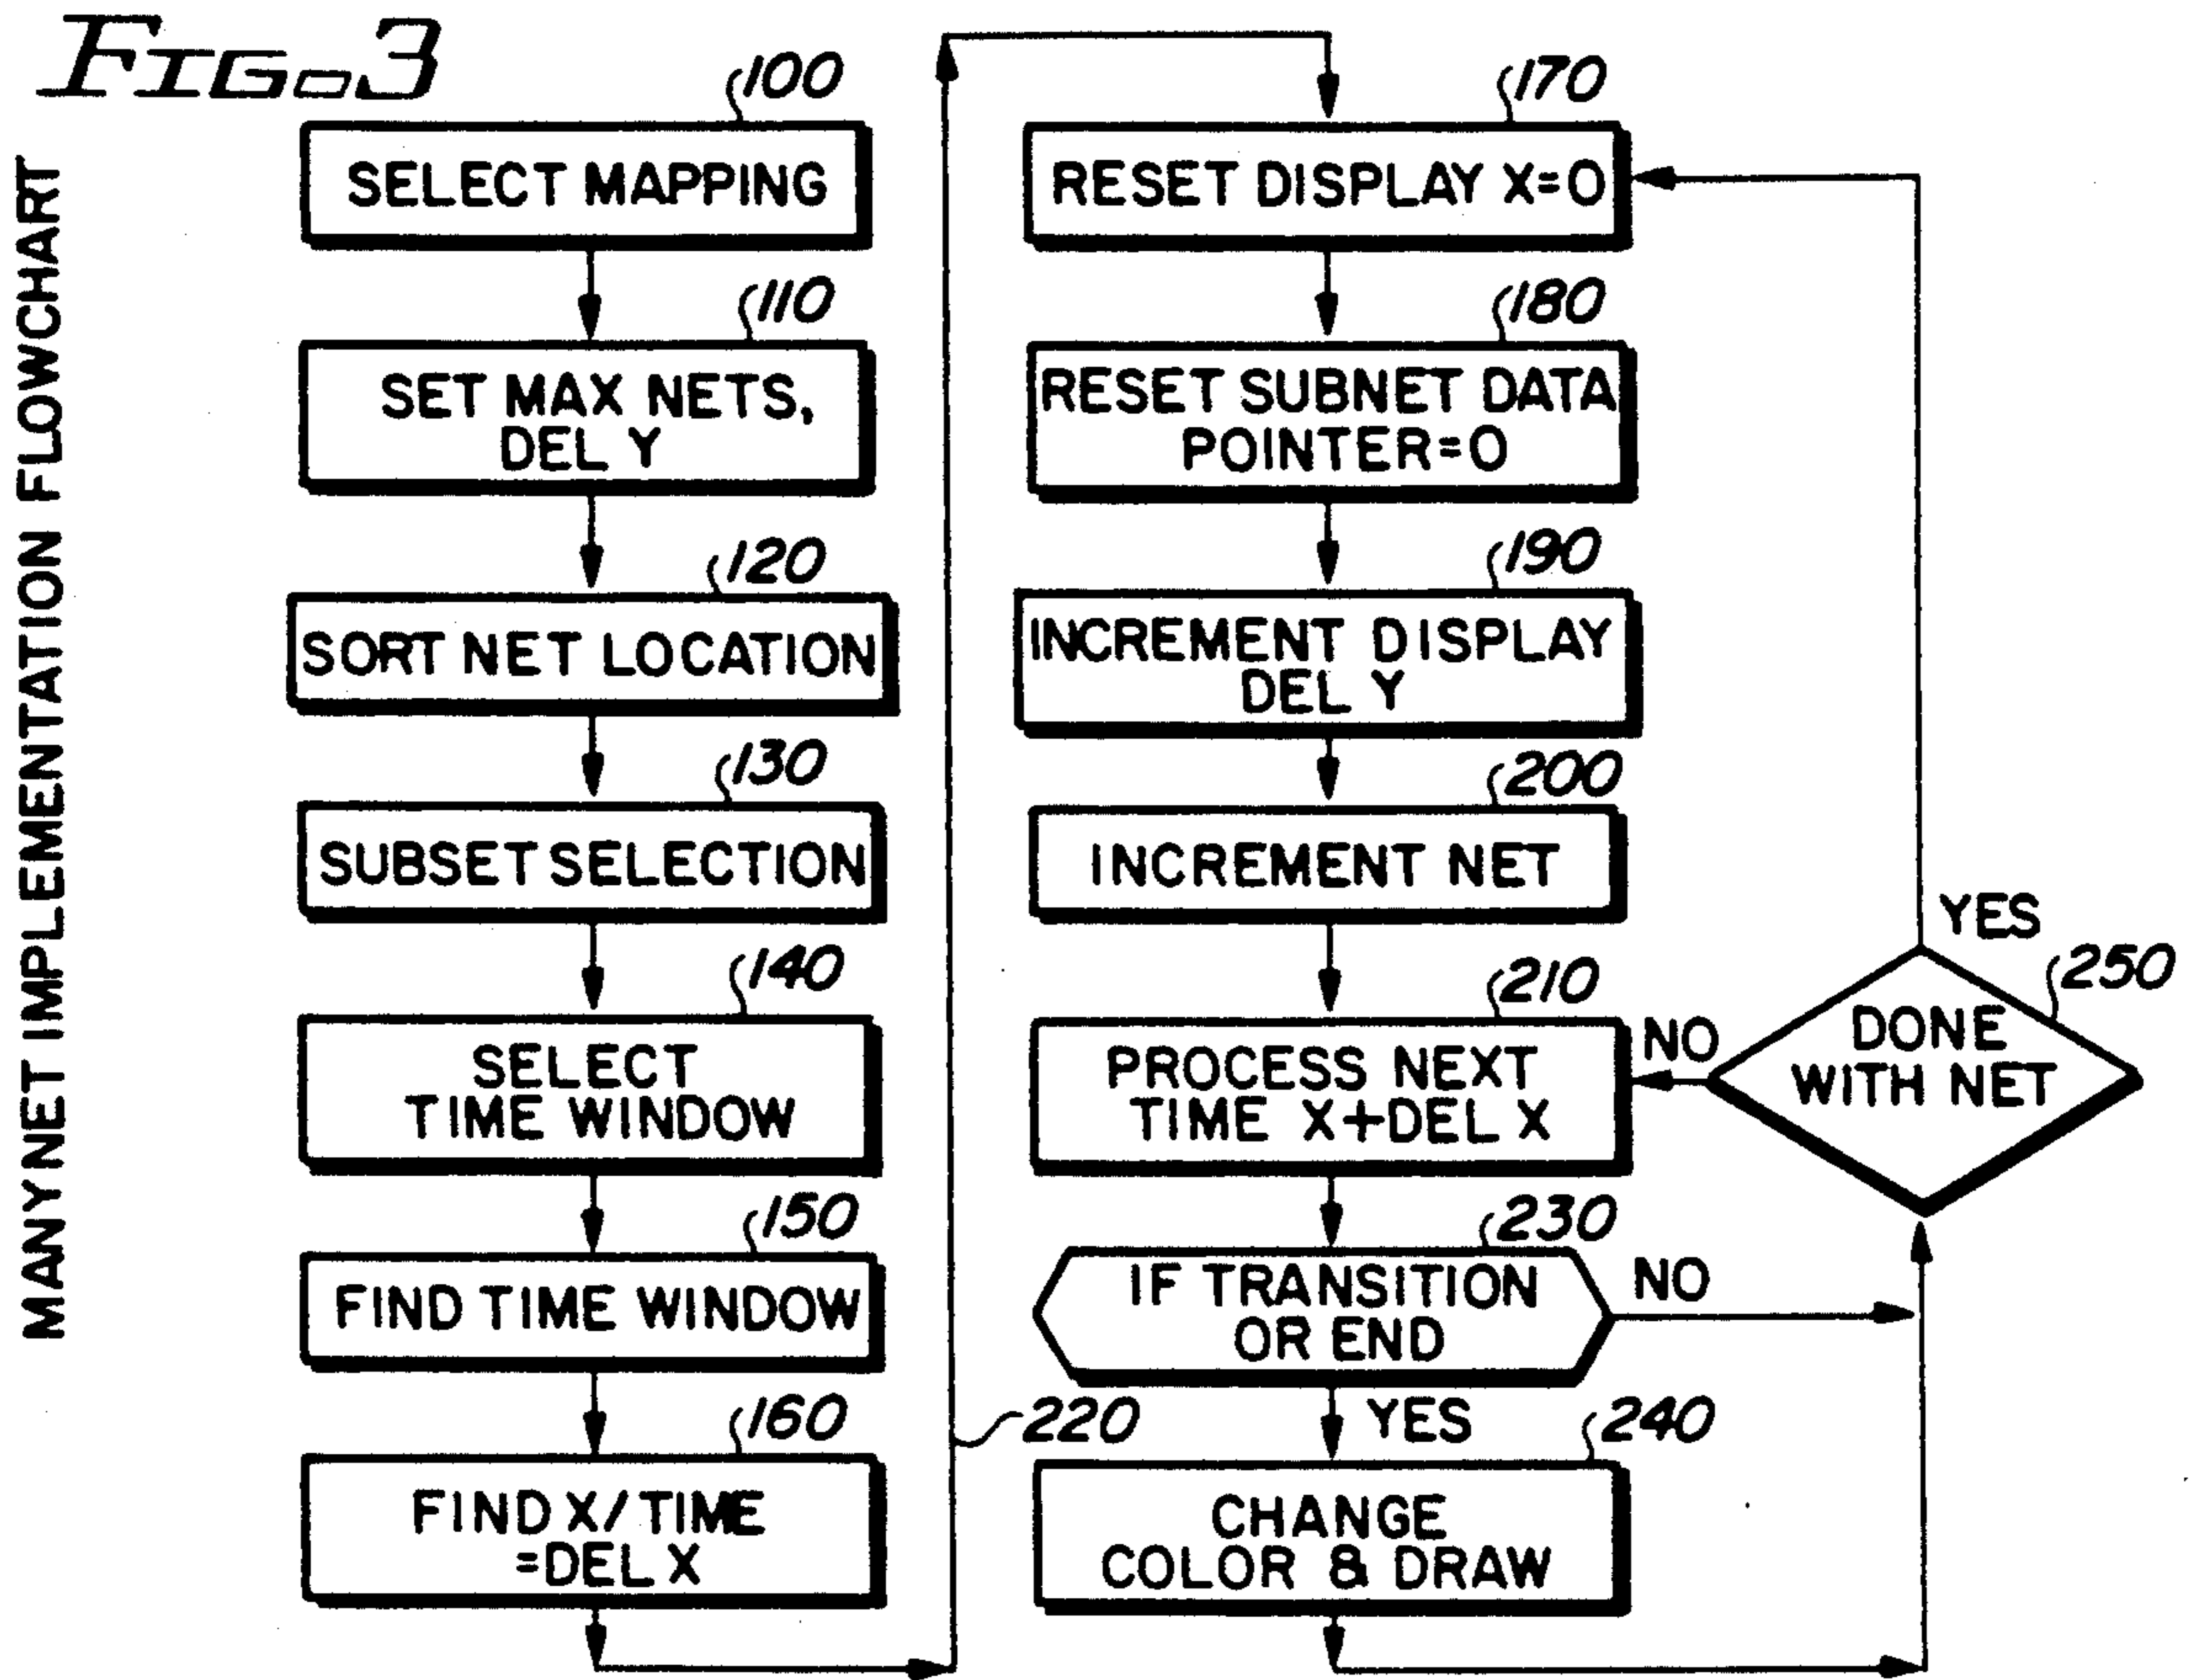 FIG. 3
MANY NET IMPLEMENTATION FLOWCHART
100
SELECT MAPPING
110
SET MAX NETS,
DEL Y
120
SORT NET LOCATION
130
SUBSET SELECTION
140
SELECT
TIME WINDOW
150
FIND TIME WINDOW
160
FIND X/TIME
=DEL X
220
170
RESET DISPLAY X=0
180
RESET SUBNET DATA
POINTER=0
190
INCREMENT DISPLAY
DEL Y
200
INCREMENT NET
210
PROCESS NEXT
TIME X+DEL X
230
IF TRANSITION
OR END
NO
YES
240
CHANGE
COLOR & DRAW
250
DONE
WITH NET
YES
NO